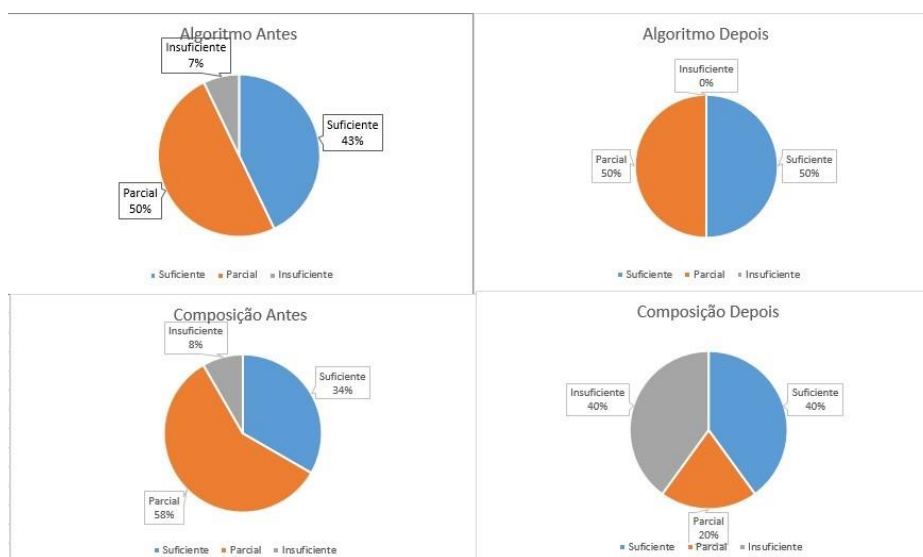 Algoritmo Antes
Insuficiente
7%
Suficiente
43%
Parcial
50%
Suficiente Parcial Insuficiente
Algoritmo Depois
Insuficiente
0%
Parcial
50%
Suficiente
50%
Suficiente Parcial Insuficiente
Composição Antes
Insuficiente
8%
Suficiente
34%
Parcial
58%
Suficiente Parcial Insuficiente
Composição Depois
Insuficiente
40%
Suficiente
40%
Parcial
20%
Suficiente Parcial Insuficiente